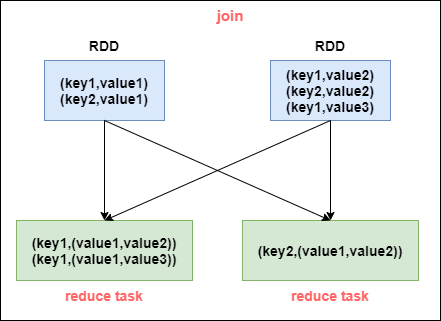 join
RDD
RDD
(key1,value1)
(key2,value1)
(key1,value2)
(key2,value2)
(key1,value3)
(key1,(value1,value2))
(key1,(value1,value3))
(key2,(value1,value2))
reduce task
reduce task